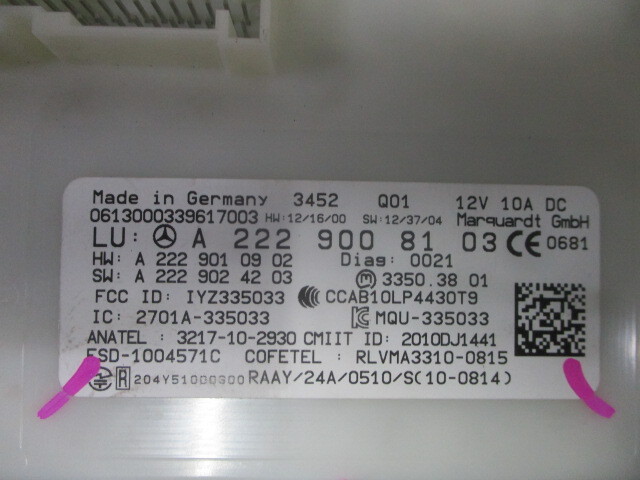 Made in Germany 3452 Q01 12V 10A DC
0613000339617003 HW:12/16/00 SW:12/37/04 Marquardt GmbH
LU: A 222 900 81 03 CE 0681
HW: A 222 901 09 02 Diag: 0021
SW: A 222 902 42 03 M 3350.38 01
FCC ID: IYZ335033 CCC CCAB10LP4430T9
IC: 2701A-335033 MQU-335033
ANATEL : 3217-10-2930 CMIIT ID: 2010DJ1441
ESD-1004571C COFETEL : RLVMA3310-0815
R 204Y51000300 RAAY/24A/0510/S(10-0814)